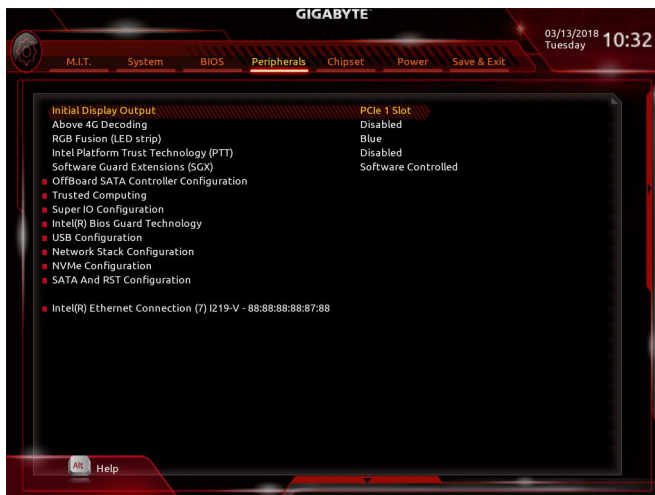 GIGABYTE™
03/13/2018 10:32
Tuesday
M.I.T. System BIOS Peripherals Chipset Power Save & Exit
Initial Display Output PCIe 1 Slot
Above 4G Decoding Disabled
RGB Fusion (LED strip) Blue
Intel Platform Trust Technology (PTT) Disabled
Software Guard Extensions (SGX) Software Controlled
OffBoard SATA Controller Configuration
Trusted Computing
Super IO Configuration
Intel(R) Bios Guard Technology
USB Configuration
Network Stack Configuration
NVMe Configuration
SATA And RST Configuration
Intel(R) Ethernet Connection (7) I219-V - 88:88:88:88:87:88
Alt Help